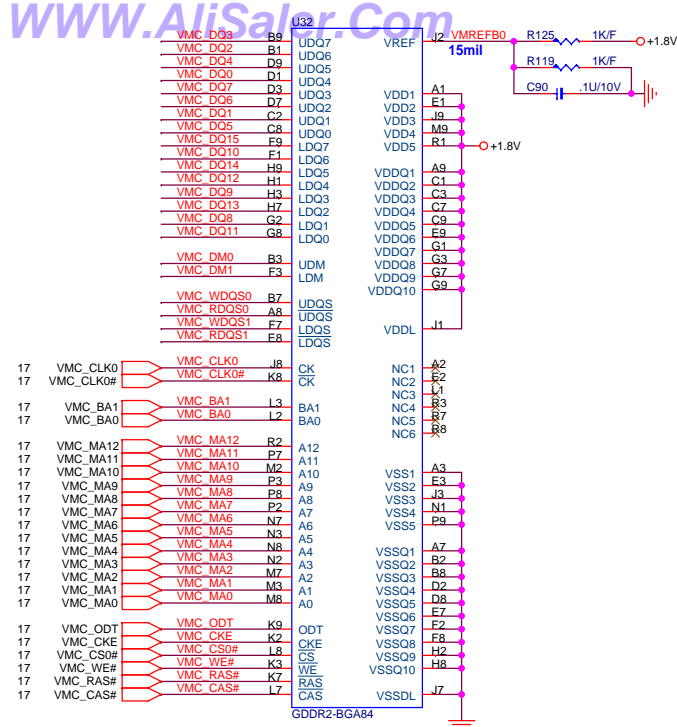 www.AliSaler.Com
U32
VMC_DQ3 B9 UDQ7 VREF J2 VMREFB0 R125 1K/F +1.8V
15mil
VMC_DQ2 B1 UDQ6
VMC_DQ4 D9 UDQ5 R119 1K/F
VMC_DQ0 D1 UDQ4 C90 .1U/10V
VMC_DQ7 D3 UDQ3 VDD1 A1
VMC_DQ6 D7 UDQ2 VDD2 E1
VMC_DQ1 C2 UDQ1 VDD3 J9
VMC_DQ5 C8 UDQ0 VDD4 M9
VMC_DQ15 F9 LDQ7 VDD5 R1 +1.8V
VMC_DQ10 F1 LDQ6
VMC_DQ14 H9 LDQ5 VDDQ1 A9
VMC_DQ12 H1 LDQ4 VDDQ2 C1
VMC_DQ9 H3 LDQ3 VDDQ3 C3
VMC_DQ13 H7 LDQ2 VDDQ4 C7
VMC_DQ8 G2 LDQ1 VDDQ5 C9
VMC_DQ11 G8 LDQ0 VDDQ6 E9
VDDQ7 G1
VMC_DM0 B3 UDM VDDQ8 G3
VMC_DM1 F3 LDM VDDQ9 G7
VDDQ10 G9
VMC_WDQS0 B7 UDQS
VMC_RDQS0 A8 UDQS
VMC_WDQS1 F7 LDQS VDDL J1
VMC_RDQS1 E8 LDQS
17 VMC_CLK0 VMC_CLK0 J8 CK NC1 A2
17 VMC_CLK0# VMC_CLK0# K8 CK NC2 E2
NC3 L1
17 VMC_BA1 VMC_BA1 L3 BA1 NC4 R3
17 VMC_BA0 VMC_BA0 L2 BA0 NC5 R7
NC6 R8
17 VMC_MA12 VMC_MA12 R2 A12
17 VMC_MA11 VMC_MA11 P7 A11
17 VMC_MA10 VMC_MA10 M2 A10 VSS1 A3
17 VMC_MA9 VMC_MA9 P3 A9 VSS2 E3
17 VMC_MA8 VMC_MA8 P8 A8 VSS3 J3
17 VMC_MA7 VMC_MA7 P2 A7 VSS4 N1
17 VMC_MA6 VMC_MA6 N7 A6 VSS5 P9
17 VMC_MA5 VMC_MA5 N3 A5
17 VMC_MA4 VMC_MA4 N8 A4 VSSQ1 A7
17 VMC_MA3 VMC_MA3 N2 A3 VSSQ2 B2
17 VMC_MA2 VMC_MA2 M7 A2 VSSQ3 B8
17 VMC_MA1 VMC_MA1 M3 A1 VSSQ4 D2
17 VMC_MA0 VMC_MA0 M8 A0 VSSQ5 D8
VSSQ6 E7
17 VMC_ODT VMC_ODT K9 ODT VSSQ7 F2
17 VMC_CKE VMC_CKE K2 CKE VSSQ8 F8
17 VMC_CS0# VMC_CS0# L8 CS VSSQ9 H2
17 VMC_WE# VMC_WE# K3 WE VSSQ10 H8
17 VMC_RAS# VMC_RAS# K7 RAS
17 VMC_CAS# VMC_CAS# L7 CAS VSSDL J7
GDDR2-BGA84